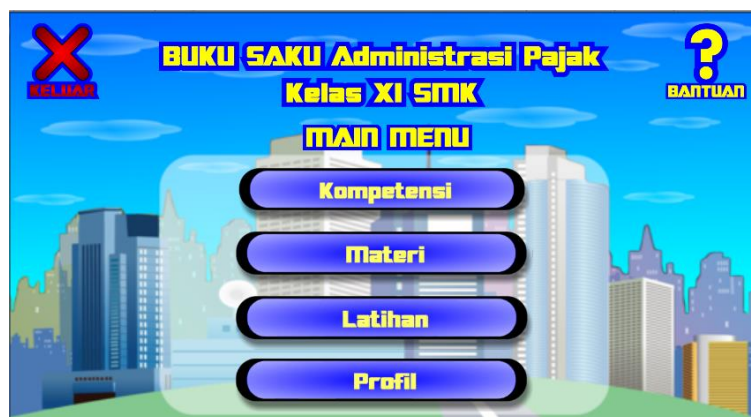 BUKU SAKU Administrasi Pajak
Kelas XI SMK
KELUAR
BANTUAN
MAIN MENU
Kompetensi
Materi
Latihan
Profil